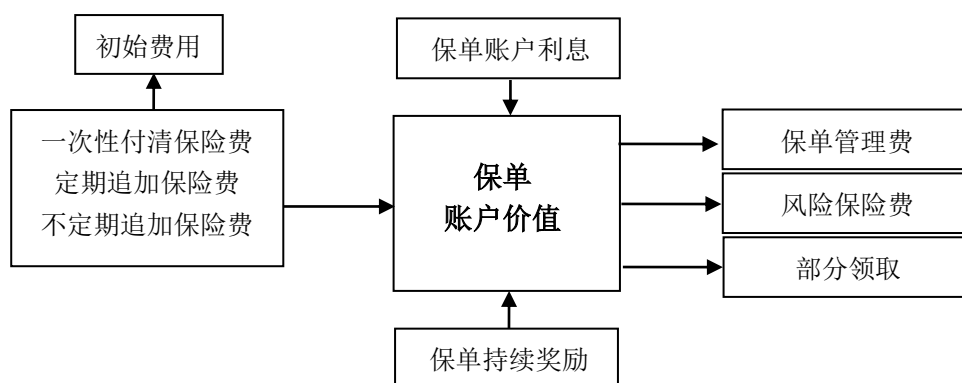 初始费用
保单账户利息
一次性付清保险费
定期追加保险费
不定期追加保险费
保单
账户价值
保单管理费
风险保险费
部分领取
保单持续奖励